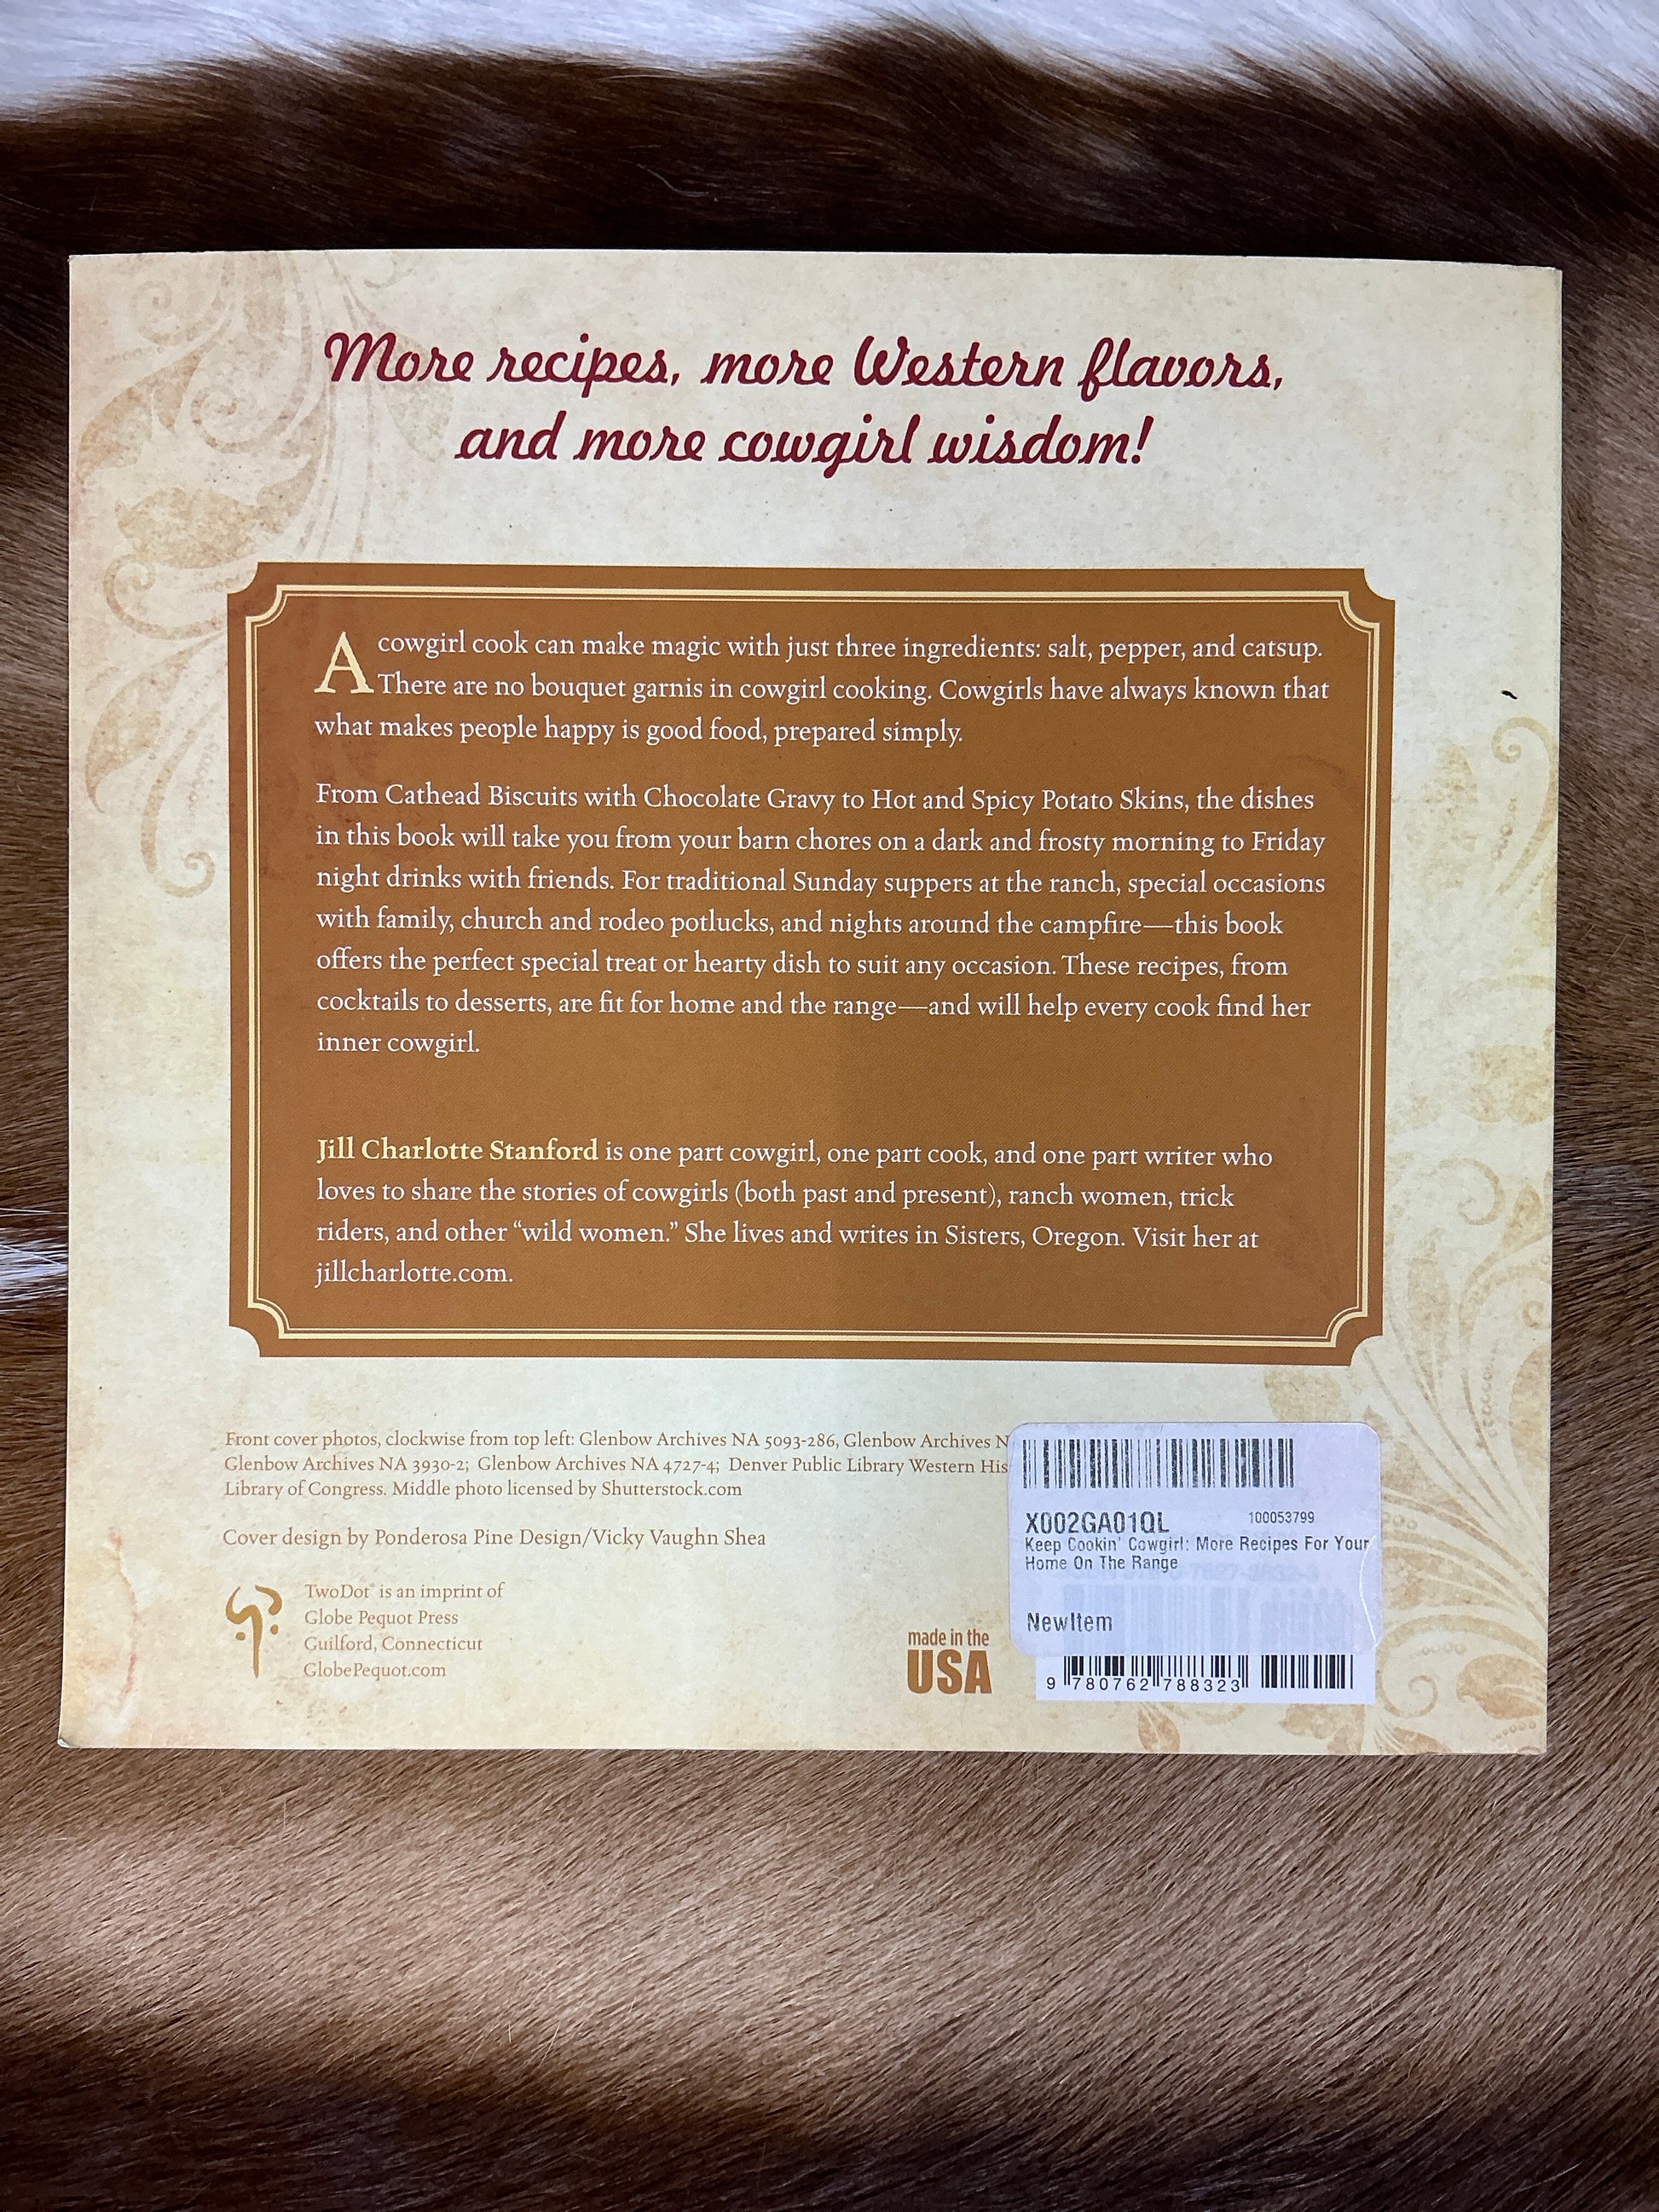 More recipes, more Western flavors,
and more cowgirl wisdom!
A cowgirl cook can make magic with just three ingredients: salt, pepper, and catsup.
There are no bouquet garnis in cowgirl cooking. Cowgirls have always known that
what makes people happy is good food, prepared simply.
From Cathead Biscuits with Chocolate Gravy to Hot and Spicy Potato Skins, the dishes
in this book will take you from your barn chores on a dark and frosty morning to Friday
night drinks with friends. For traditional Sunday suppers at the ranch, special occasions
with family, church and rodeo potlucks, and nights around the campfire—this book
offers the perfect special treat or hearty dish to suit any occasion. These recipes, from
cocktails to desserts, are fit for home and the range—and will help every cook find her
inner cowgirl.
Jill Charlotte Stanford is one part cowgirl, one part cook, and one part writer who
loves to share the stories of cowgirls (both past and present), ranch women, trick
riders, and other “wild women.” She lives and writes in Sisters, Oregon. Visit her at
jillcharlotte.com.
Front cover photos, clockwise from top left: Glenbow Archives NA 5093-286, Glenbow Archives N
Glenbow Archives NA 3930-2; Glenbow Archives NA 4727-4; Denver Public Library Western His
Library of Congress. Middle photo licensed by Shutterstock.com
Cover design by Ponderosa Pine Design/Vicky Vaughn Shea
TwoDot® is an imprint of
Globe Pequot Press
Guilford, Connecticut
GlobePequot.com
made in the
USA
X002GA01QL 100053799
Keep Cookin' Cowgirl: More Recipes For Your
Home On The Range
NewItem
9 780762 788323